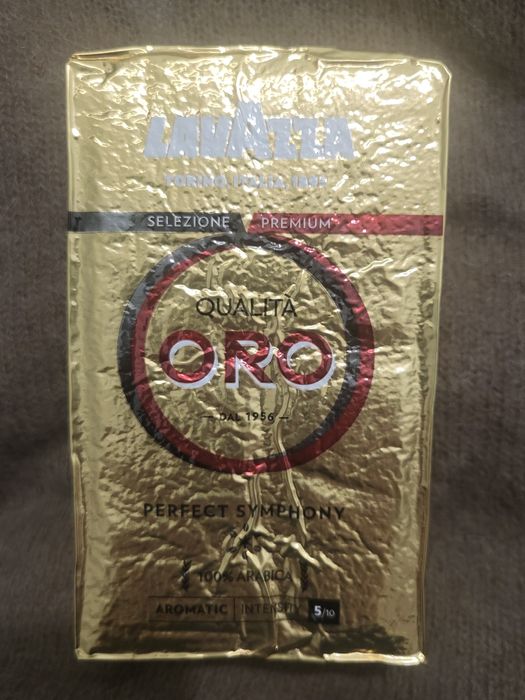 LAVAZZA
TORINO, ITALIA, 1895
SELEZIONE PREMIUM
QUALITÀ
ORO
DAL 1956
PERFECT SYMPHONY
100% ARABICA
AROMATIC INTENSITY 5/10